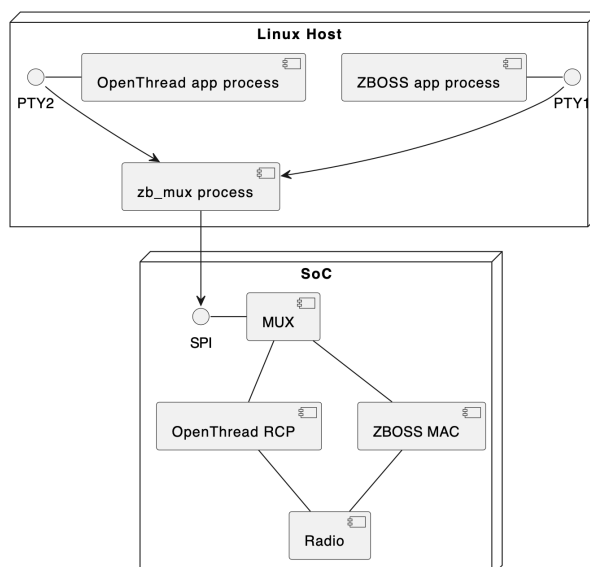 Linux Host
OpenThread app process
ZBOSS app process
PTY2
PTY1
zb_mux process
SoC
MUX
SPI
OpenThread RCP
ZBOSS MAC
Radio